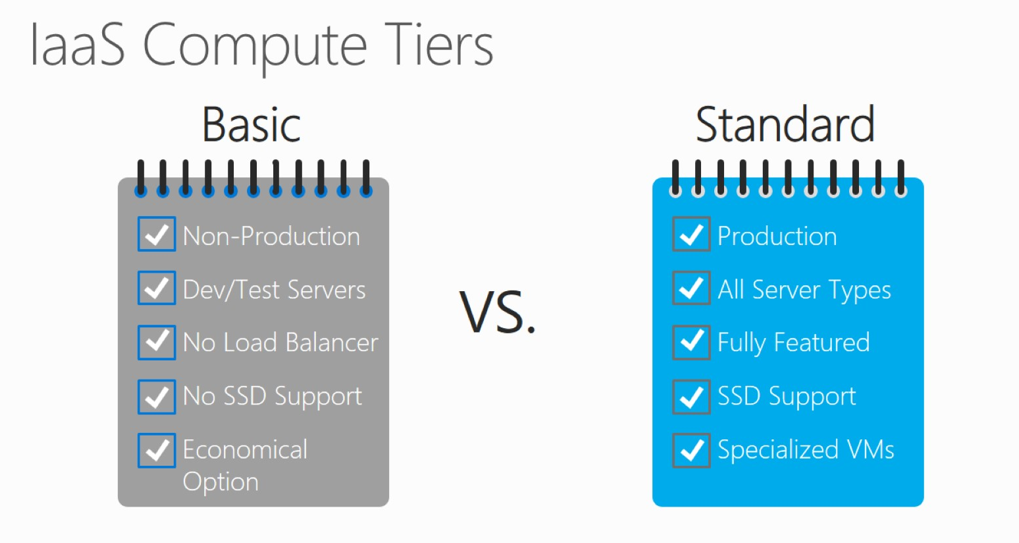 IaaS Compute Tiers
Basic
Non-Production
Dev/Test Servers
No Load Balancer
No SSD Support
Economical
Option
VS.
Standard
Production
All Server Types
Fully Featured
SSD Support
Specialized VMs